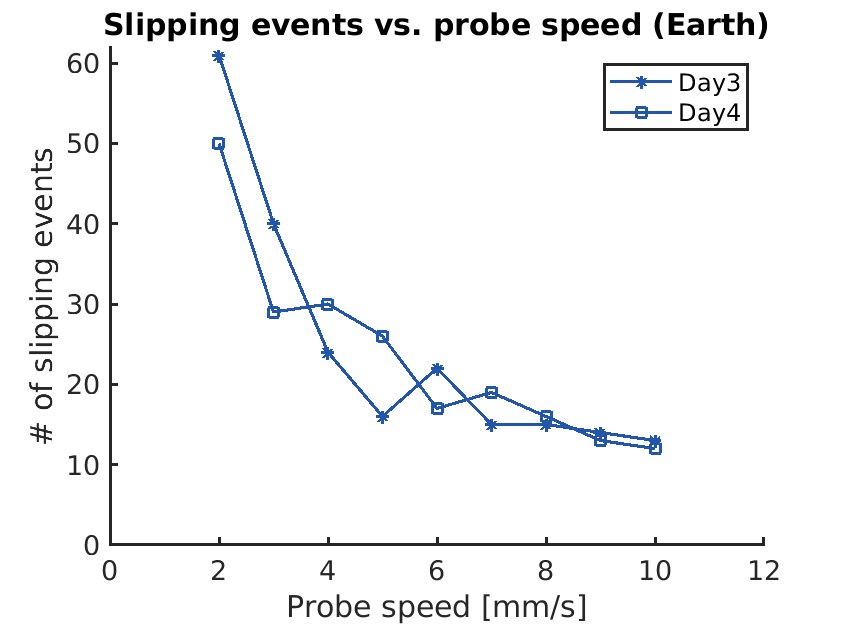 Slipping events vs. probe speed (Earth)
Day3
Day4
# of slipping events
60
50
40
30
20
10
0
0 2 4 6 8 10 12
Probe speed [mm/s]